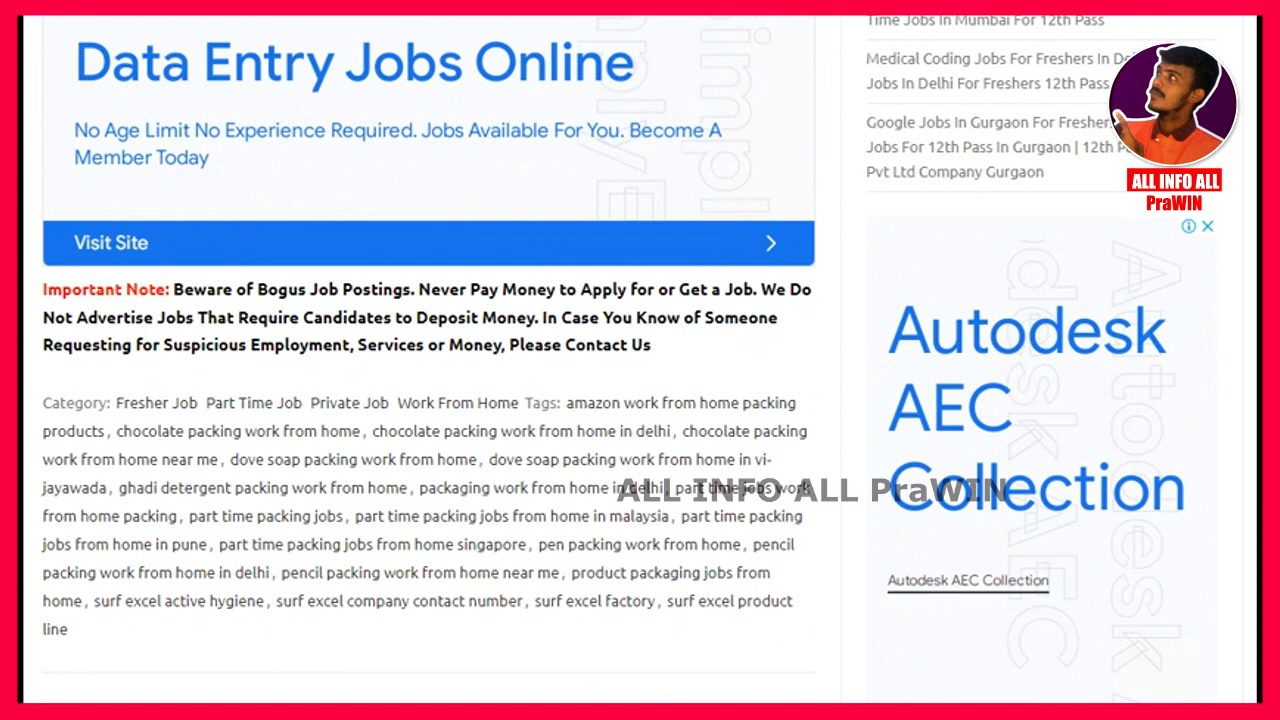 Data Entry Jobs Online
No Age Limit No Experience Required. Jobs Available For You. Become A
Member Today
Visit Site
Important Note: Beware of Bogus Job Postings. Never Pay Money to Apply for or Get a Job. We Do
Not Advertise Jobs That Require Candidates to Deposit Money. In Case You Know of Someone
Requesting for Suspicious Employment, Services or Money, Please Contact Us
Category: Fresher Job Part Time Job Private Job Work From Home Tags: amazon work from home packing
products, chocolate packing work from home, chocolate packing work from home in delhi, chocolate packing
work from home near me, dove soap packing work from home, dove soap packing work from home in vi-
jayawada, ghadi detergent packing work from home, packaging work from home in delhi, part time jobs work
from home packing, part time packing jobs, part time packing jobs from home in malaysia, part time packing
jobs from home in pune, part time packing jobs from home singapore, pen packing work from home, pencil
packing work from home in delhi, pencil packing work from home near me, product packaging jobs from
home, surf excel active hygiene, surf excel company contact number, surf excel factory, surf excel product
line
Time Jobs In Mumbai For 12th Pass
Medical Coding Jobs For Freshers In
Jobs In Delhi For Freshers 12th Pass
Google Jobs In Gurgaon For Fresher
Jobs For 12th Pass In Gurgaon | 12th
Pvt Ltd Company Gurgaon
ALL INFO ALL
PraWIN
Autodesk
AEC
Collection
Autodesk AEC Collection
ALL INFO ALL PraWIN